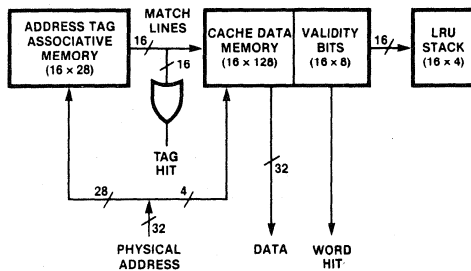 ADDRESS TAG
ASSOCIATIVE
MEMORY
(16 x 28)
16
MATCH
LINES
16
TAG
HIT
CACHE DATA
MEMORY
(16 x 128)
VALIDITY
BITS
(16 x 8)
16
LRU
STACK
(16 x 4)
28
4
32
PHYSICAL
ADDRESS
32
DATA
WORD
HIT